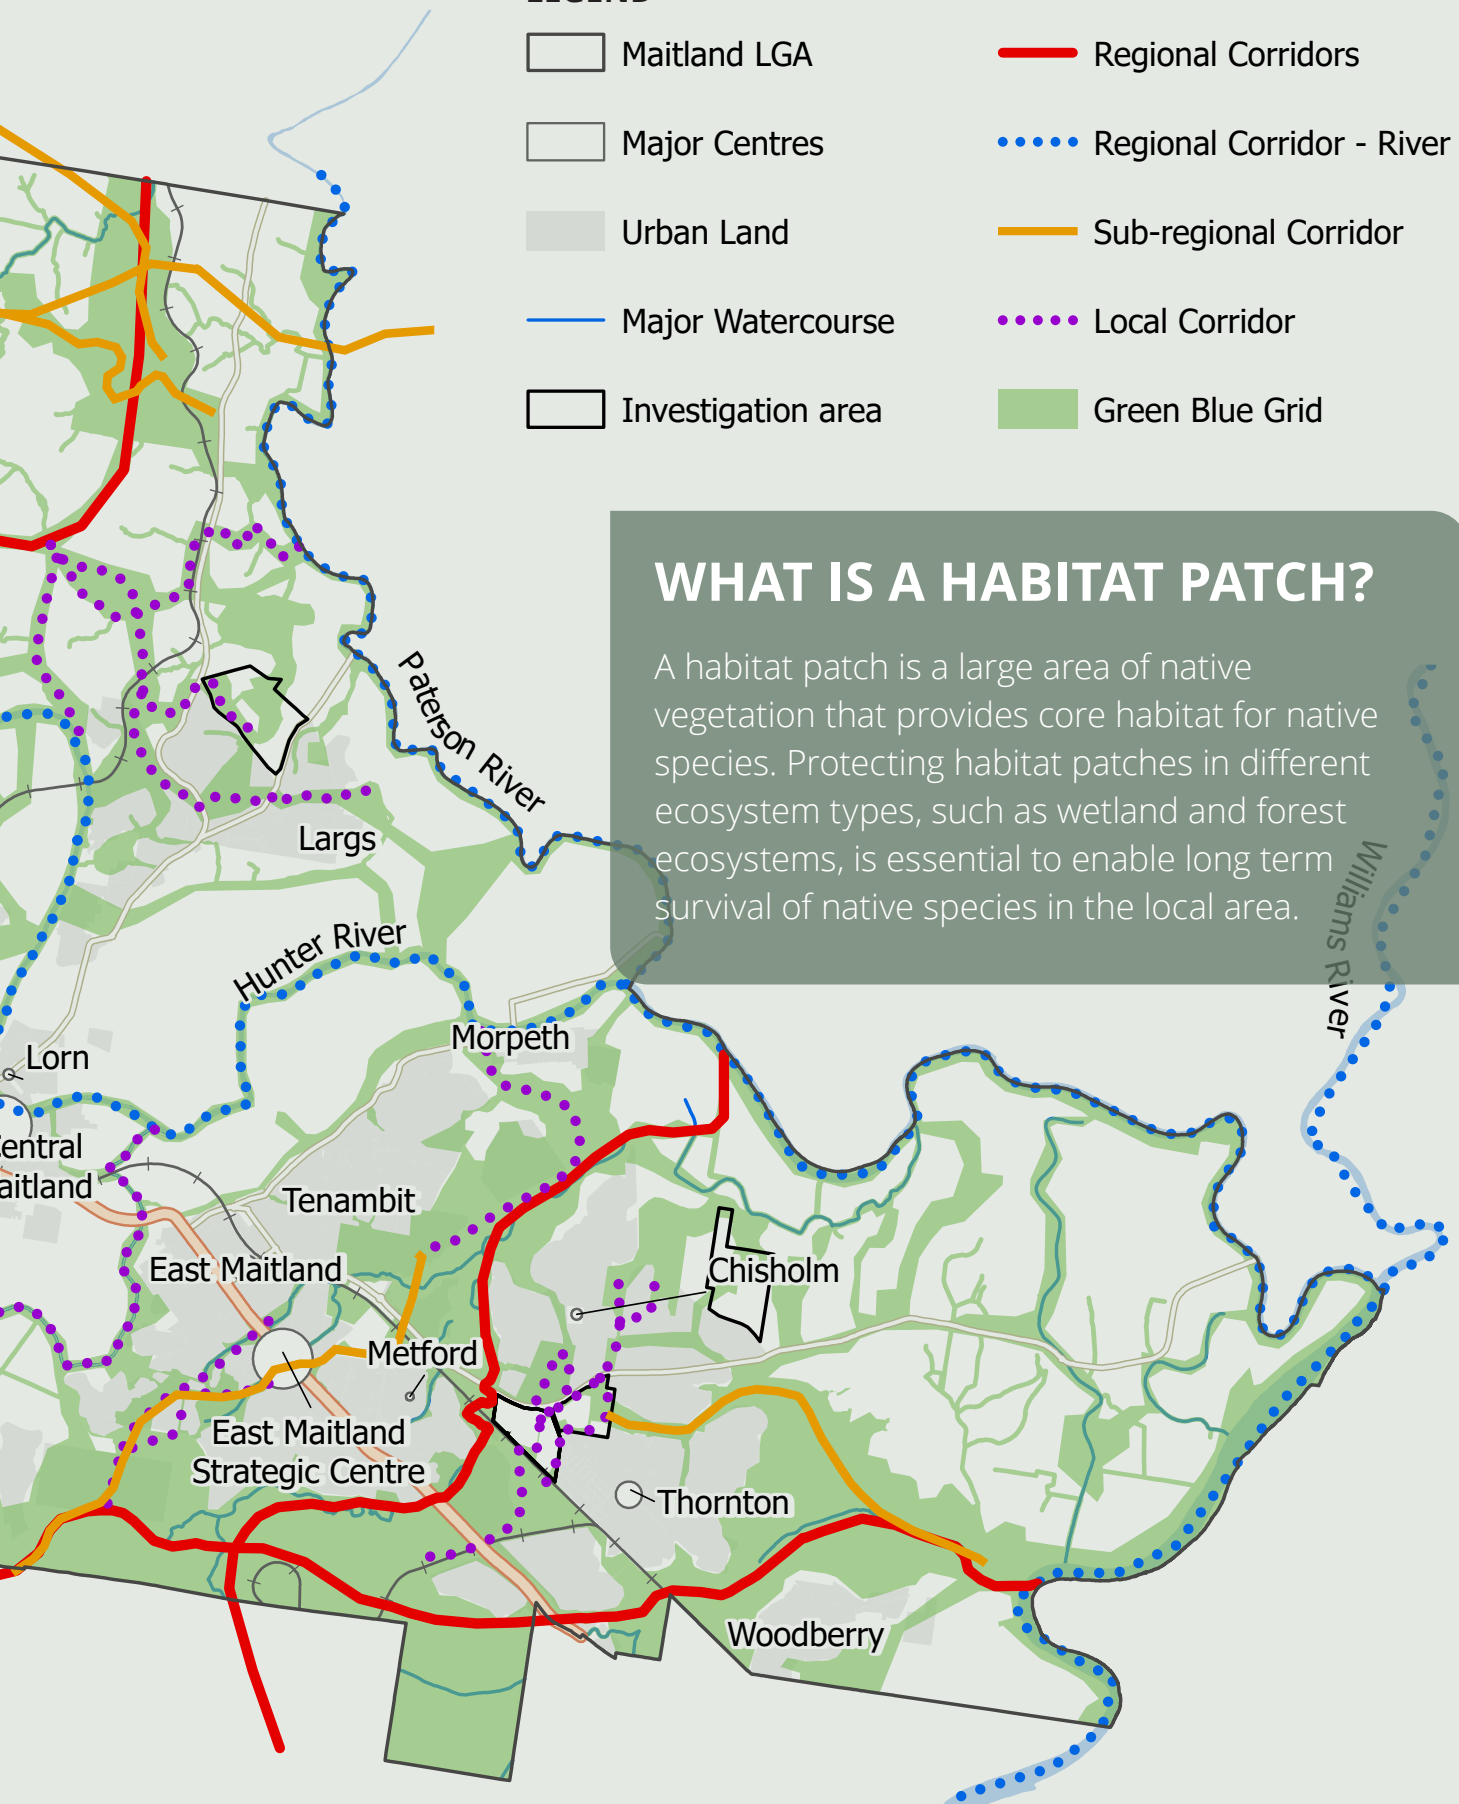 LEGEND
Maitland LGA
Regional Corridors
Major Centres
Regional Corridor - River
Urban Land
Sub-regional Corridor
Major Watercourse
Local Corridor
Investigation area
Green Blue Grid
WHAT IS A HABITAT PATCH?
A habitat patch is a large area of native
vegetation that provides core habitat for native
species. Protecting habitat patches in different
ecosystem types, such as wetland and forest
ecosystems, is essential to enable long term
survival of native species in the local area.
Paterson River
Williams River
Largs
Hunter River
Morpeth
Lorn
entral
aitland
Tenambit
East Maitland
Chisholm
Metford
East Maitland
Strategic Centre
Thornton
Woodberry